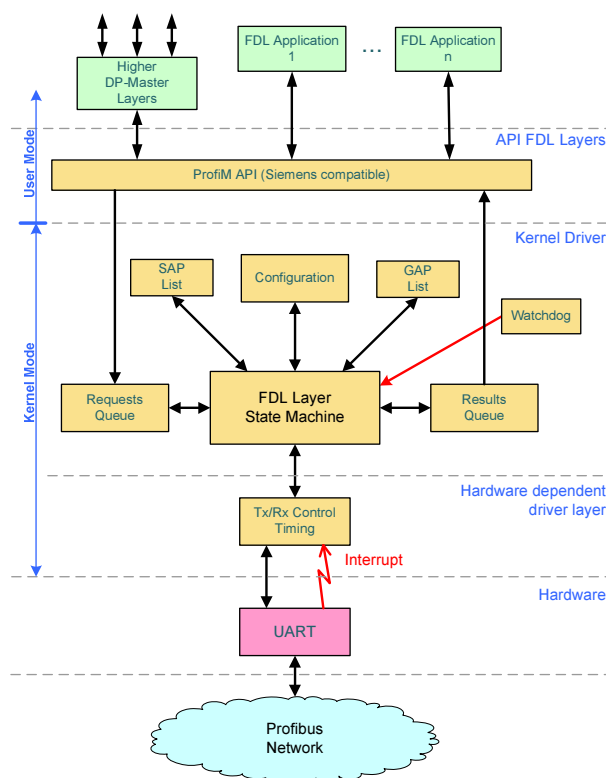 Higher
DP-Master
Layers
FDL Application
1
...
FDL Application
n
API FDL Layers
User Mode
ProfiM API (Siemens compatible)
Kernel Driver
SAP
List
Configuration
GAP
List
Watchdog
Kernel Mode
Requests
Queue
FDL Layer
State Machine
Results
Queue
Hardware dependent
driver layer
Tx/Rx Control
Timing
Interrupt
Hardware
UART
Profibus
Network